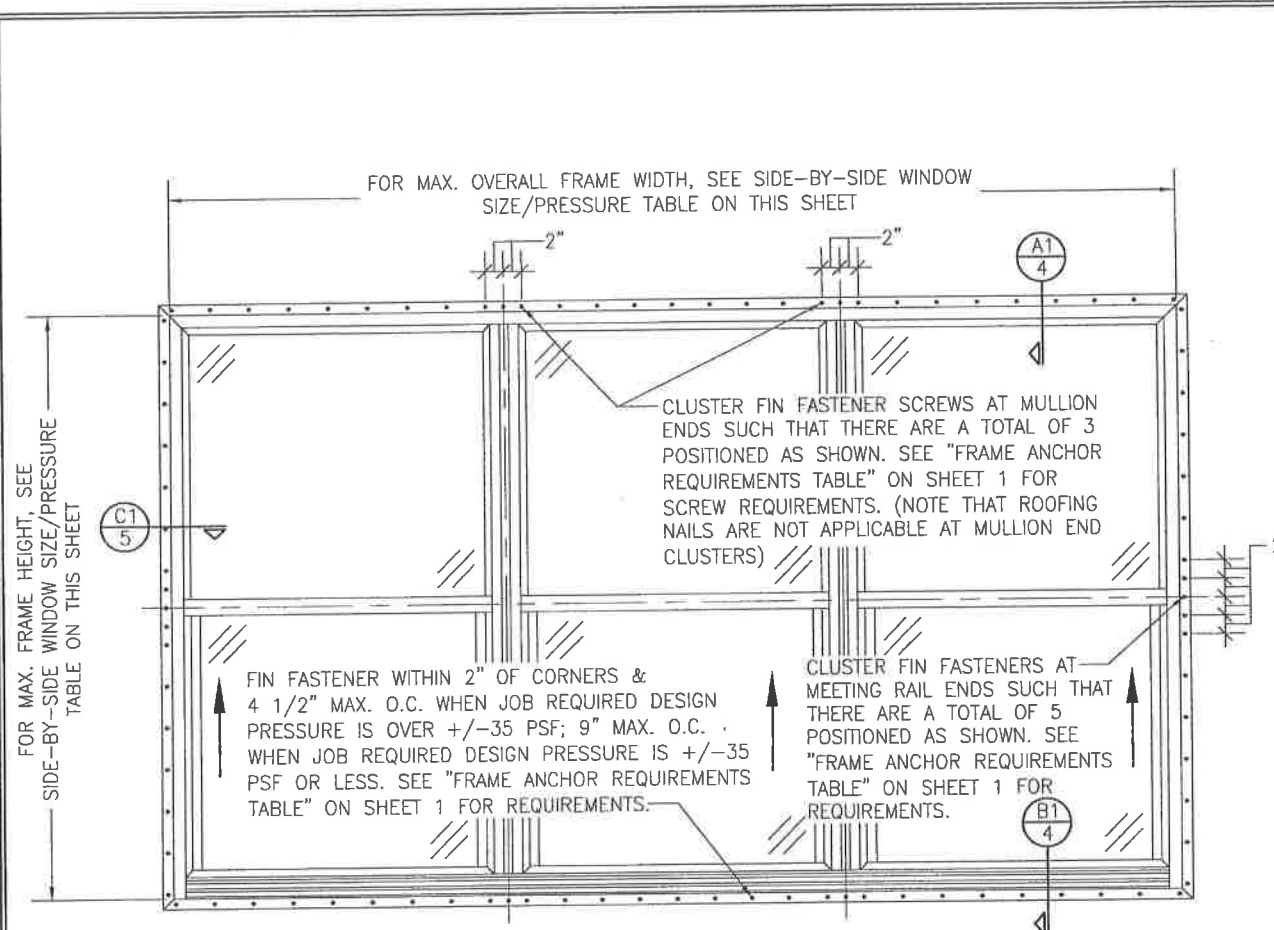 FOR MAX. OVERALL FRAME WIDTH, SEE SIDE-BY-SIDE WINDOW
SIZE/PRESSURE TABLE ON THIS SHEET
2"
2"
A1
4
FOR MAX. FRAME HEIGHT, SEE
SIDE-BY-SIDE WINDOW SIZE/PRESSURE
TABLE ON THIS SHEET
C1
5
CLUSTER FIN FASTENER SCREWS AT MULLION
ENDS SUCH THAT THERE ARE A TOTAL OF 3
POSITIONED AS SHOWN. SEE "FRAME ANCHOR
REQUIREMENTS TABLE" ON SHEET 1 FOR
SCREW REQUIREMENTS. (NOTE THAT ROOFING
NAILS ARE NOT APPLICABLE AT MULLION END
CLUSTERS)
FIN FASTENER WITHIN 2" OF CORNERS &
4 1/2" MAX. O.C. WHEN JOB REQUIRED DESIGN
PRESSURE IS OVER +/-35 PSF; 9" MAX. O.C.
WHEN JOB REQUIRED DESIGN PRESSURE IS +/-35
PSF OR LESS. SEE "FRAME ANCHOR REQUIREMENTS
TABLE" ON SHEET 1 FOR REQUIREMENTS.
CLUSTER FIN FASTENERS AT
MEETING RAIL ENDS SUCH THAT
THERE ARE A TOTAL OF 5
POSITIONED AS SHOWN. SEE
"FRAME ANCHOR REQUIREMENTS
TABLE" ON SHEET 1 FOR
REQUIREMENTS.
B1
4